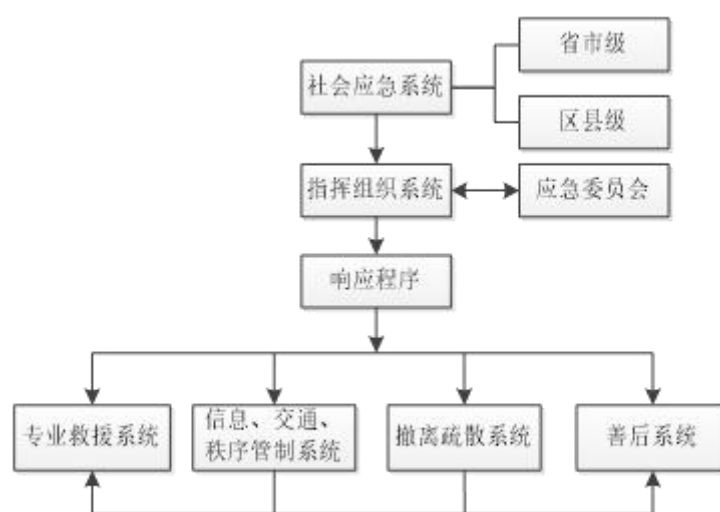 省市级
社会应急系统
区县级
指挥组织系统
应急委员会
响应程序
专业救援系统
信息、交通、
秩序管制系统
撤离疏散系统
善后系统